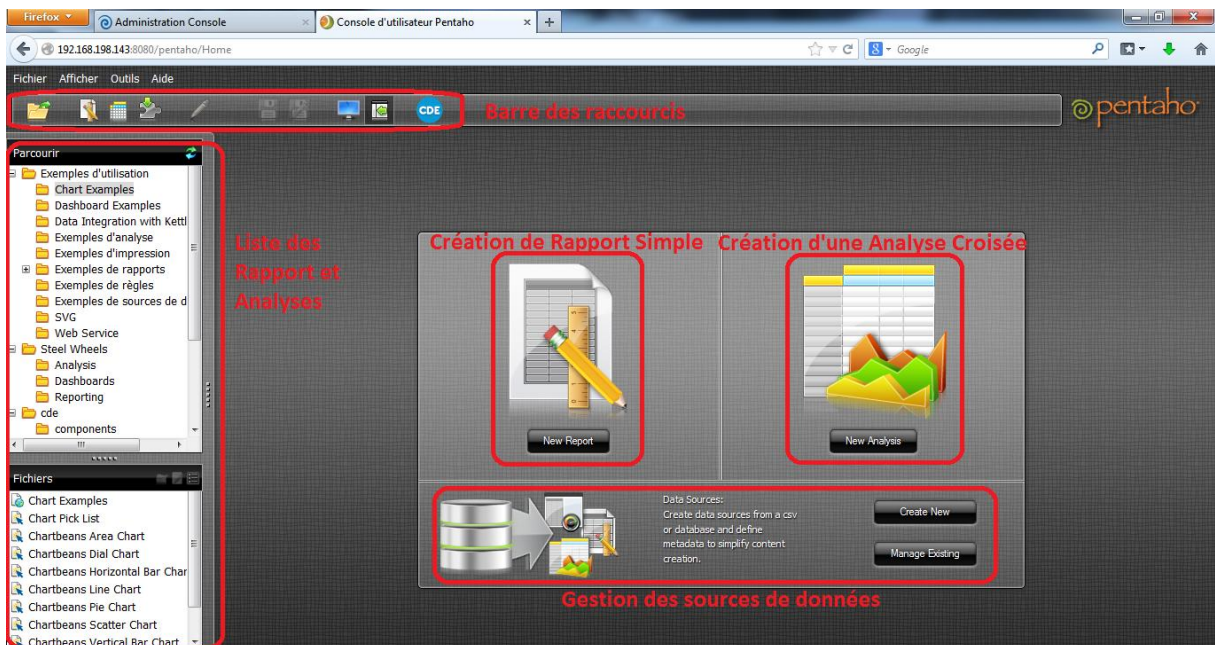 Firefox
Administration Console
Console d'utilisateur Pentaho
192.168.198.143:8080/pentaho/Home
Google
Fichier Afficher Outils Aide
CDE
Barre des raccourcis
pentaho
Parcourir
Exemples d'utilisation
Chart Examples
Dashboard Examples
Data Integration with Kettl
Exemples d'analyse
Exemples d'impression
Exemples de rapports
Exemples de règles
Exemples de sources de d
SVG
Web Service
Steel Wheels
Analysis
Dashboards
Reporting
cde
components
Liste des
Rapport et
Analyses
Création de Rapport Simple
Création d'une Analyse Croisée
New Report
New Analysis
Data Sources:
Create data sources from a csv
or database and define
metadata to simplify content
creation.
Create New
Manage Existing
Gestion des sources de données
Fichiers
Chart Examples
Chart Pick List
Chartbeans Area Chart
Chartbeans Dial Chart
Chartbeans Horizontal Bar Char
Chartbeans Line Chart
Chartbeans Pie Chart
Chartbeans Scatter Chart
Chartbeans Vertical Bar Chart